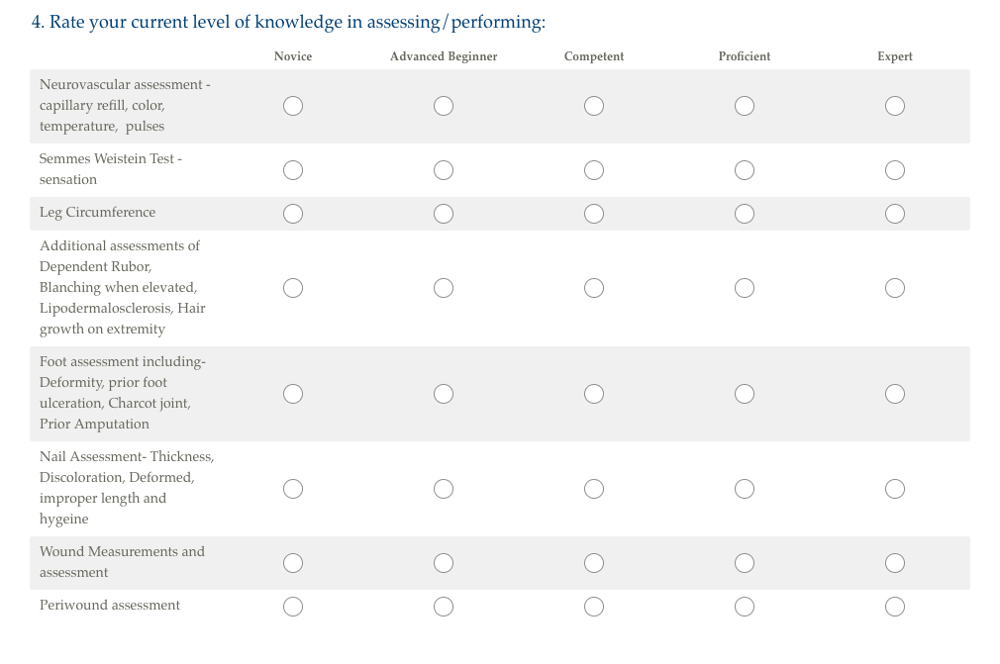 4. Rate your current level of knowledge in assessing/performing:
Novice Advanced Beginner Competent Proficient Expert
Neurovascular assessment -
capillary refill, color,
temperature, pulses
Semmes Weistein Test -
sensation
Leg Circumference
Additional assessments of
Dependent Rubor,
Blanching when elevated,
Lipodermalosclerosis, Hair
growth on extremity
Foot assessment including-
Deformity, prior foot
ulceration, Charcot joint,
Prior Amputation
Nail Assessment- Thickness,
Discoloration, Deformed,
improper length and
hygeine
Wound Measurements and
assessment
Periwound assessment